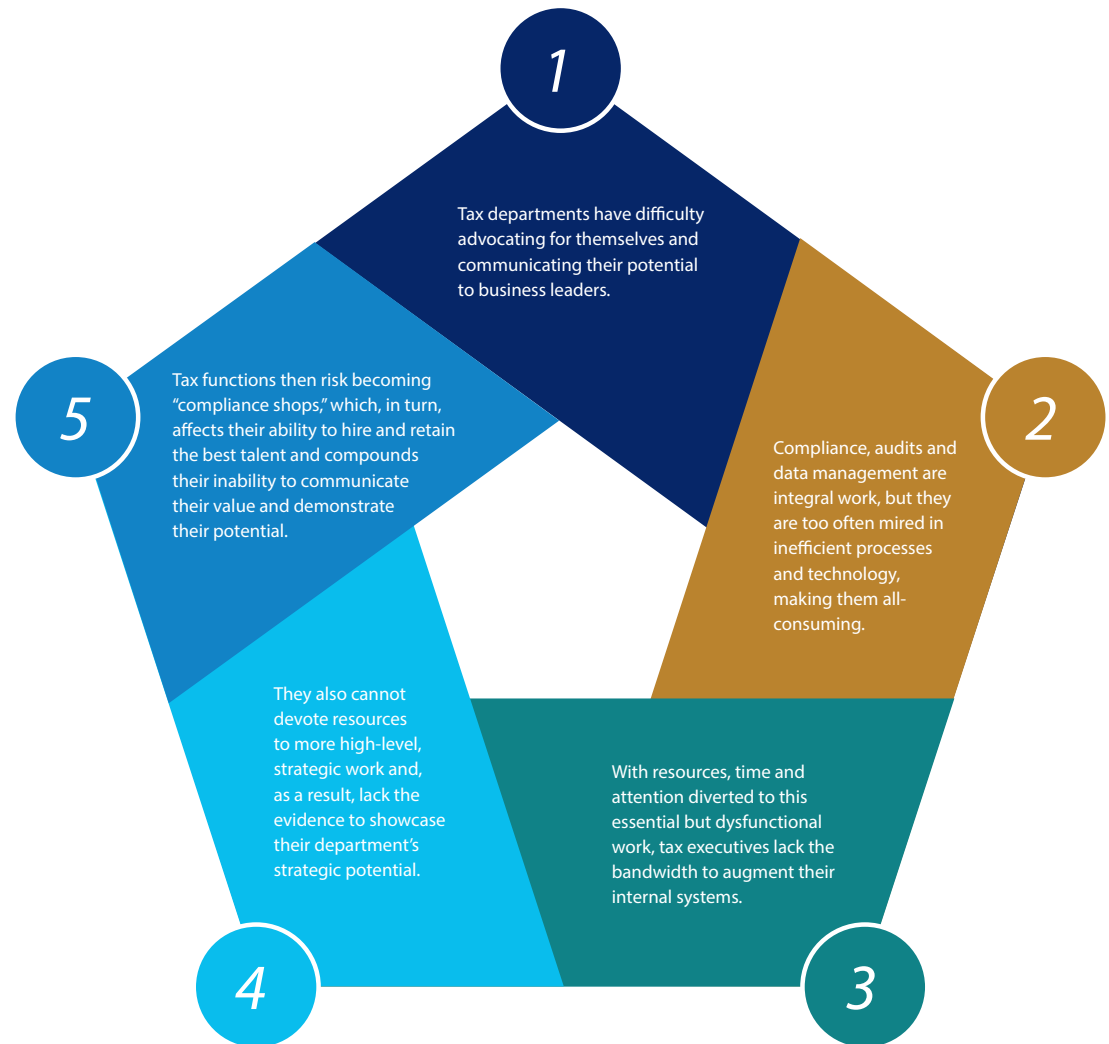 1
Tax departments have difficulty
advocating for themselves and
communicating their potential
to business leaders.
2
Compliance, audits and
data management are
integral work, but they
are too often mired in
inefficient processes
and technology,
making them all-
consuming.
3
With resources, time and
attention diverted to this
essential but dysfunctional
work, tax executives lack the
bandwidth to augment their
internal systems.
4
They also cannot
devote resources
to more high-level,
strategic work and,
as a result, lack the
evidence to showcase
their department’s
strategic potential.
5
Tax functions then risk becoming
“compliance shops,” which, in turn,
affects their ability to hire and retain
the best talent and compounds
their inability to communicate
their value and demonstrate
their potential.